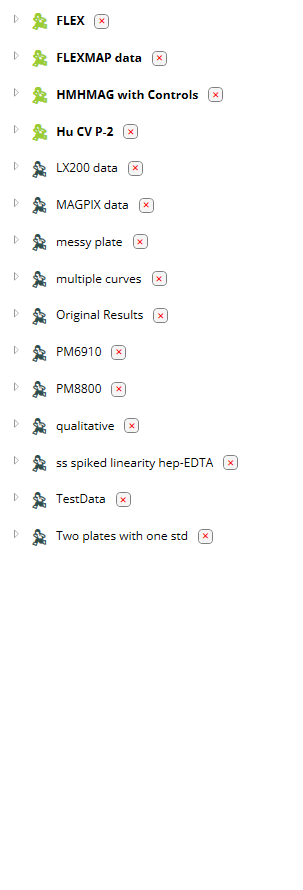 FLEX
FLEXMAP data
HMHMAG with Controls
Hu CV P-2
LX200 data
MAGPIX data
messy plate
multiple curves
Original Results
PM6910
PM8800
qualitative
ss spiked linearity hep-EDTA
TestData
Two plates with one std